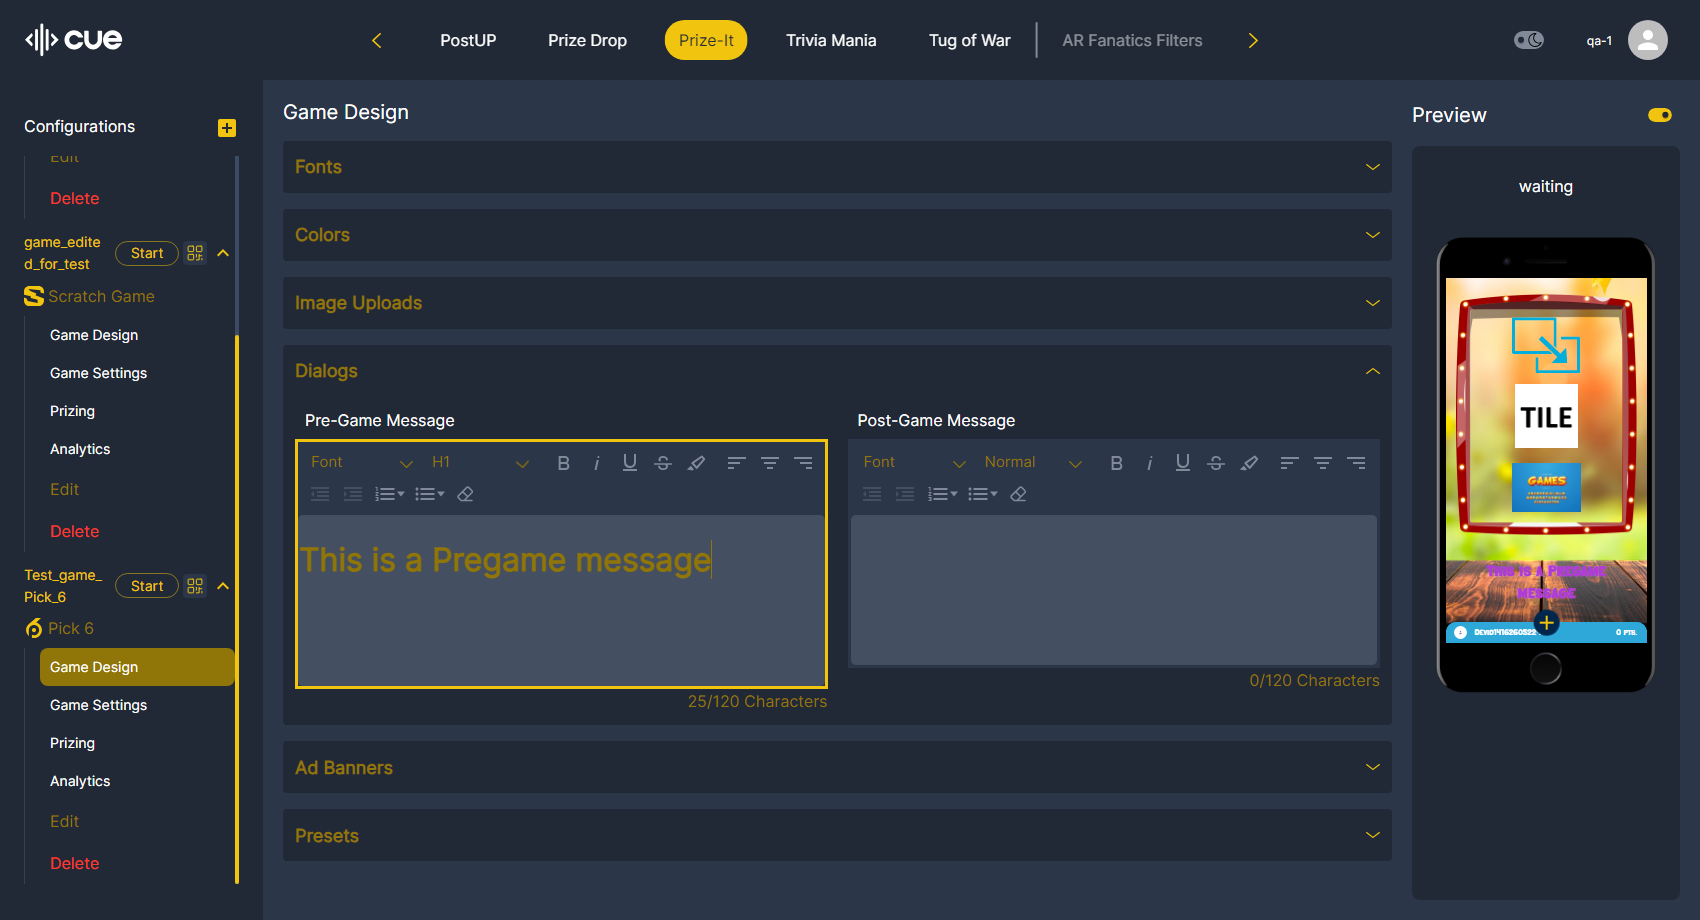 cue
PostUP
Prize Drop
Prize-It
Trivia Mania
Tug of War
AR Fanatics Filters
qa-1
Configurations
Edit
Delete
game_edite
d_for_test
Start
Scratch Game
Game Design
Game Settings
Prizing
Analytics
Edit
Delete
Test_game_
Pick_6
Start
Pick 6
Game Design
Game Settings
Prizing
Analytics
Edit
Delete
Game Design
Fonts
Colors
Image Uploads
Dialogs
Pre-Game Message
Font
H1
B i U S
This is a Pregame message
25/120 Characters
Post-Game Message
Font
Normal
B i U S
0/120 Characters
Ad Banners
Presets
Preview
waiting
TILE
GAMES
THIS IS A PREGAME
MESSAGE
0 PTS.